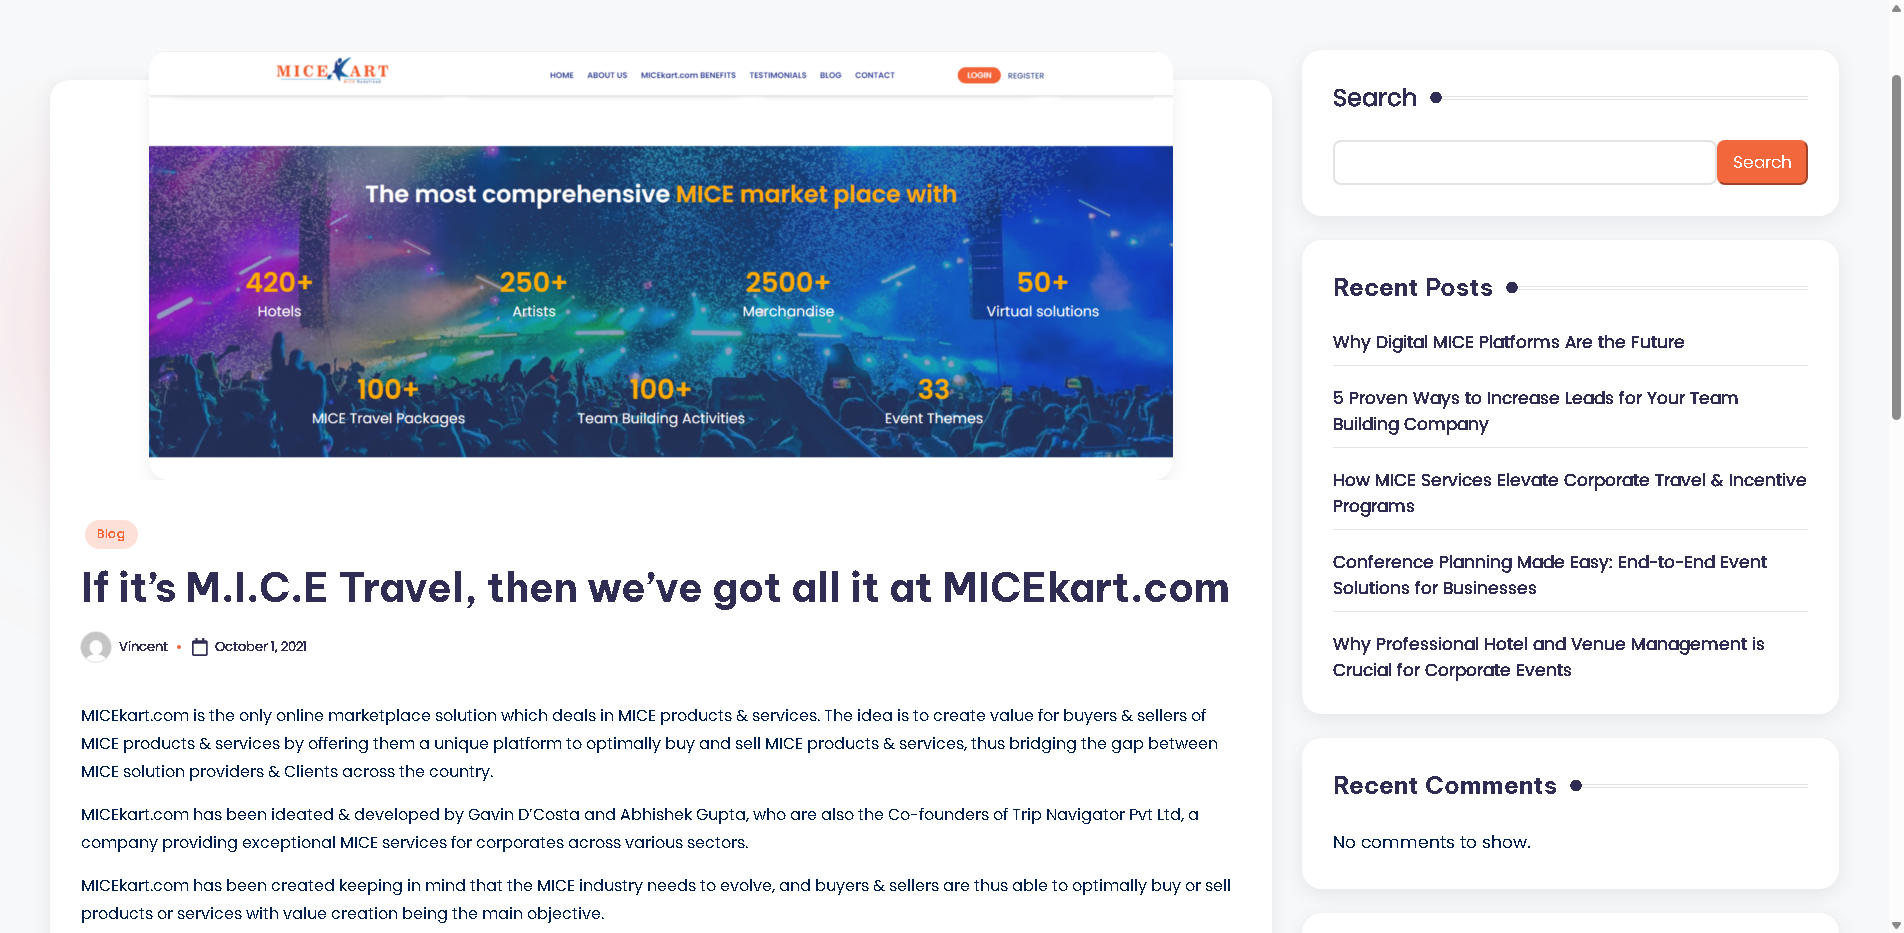 MICEKART
MICE Redefined
HOME ABOUT US MICEkart.com BENEFITS TESTIMONIALS BLOG CONTACT LOGIN REGISTER
The most comprehensive MICE market place with
420+ 250+ 2500+ 50+
Hotels Artists Merchandise Virtual solutions
100+ 100+ 33
MICE Travel Packages Team Building Activities Event Themes
Blog
If it’s M.I.C.E Travel, then we’ve got all it at MICEkart.com
Vincent • October 1, 2021
MICEkart.com is the only online marketplace solution which deals in MICE products & services. The idea is to create value for buyers & sellers of
MICE products & services by offering them a unique platform to optimally buy and sell MICE products & services, thus bridging the gap between
MICE solution providers & Clients across the country.
MICEkart.com has been ideated & developed by Gavin D’Costa and Abhishek Gupta, who are also the Co-founders of Trip Navigator Pvt Ltd, a
company providing exceptional MICE services for corporates across various sectors.
MICEkart.com has been created keeping in mind that the MICE industry needs to evolve, and buyers & sellers are thus able to optimally buy or sell
products or services with value creation being the main objective.
Search
Search
Recent Posts
Why Digital MICE Platforms Are the Future
5 Proven Ways to Increase Leads for Your Team
Building Company
How MICE Services Elevate Corporate Travel & Incentive
Programs
Conference Planning Made Easy: End-to-End Event
Solutions for Businesses
Why Professional Hotel and Venue Management is
Crucial for Corporate Events
Recent Comments
No comments to show.